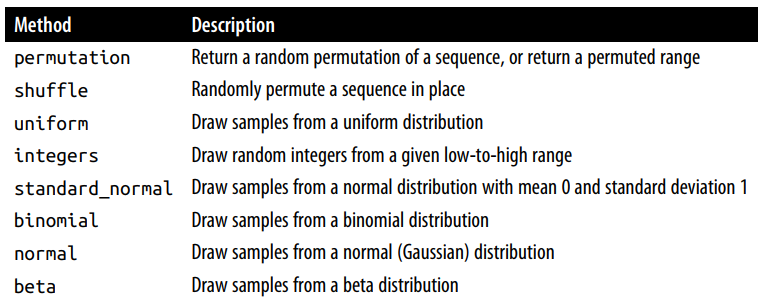 Method Description
permutation Return a random permutation of a sequence, or return a permuted range
shuffle Randomly permute a sequence in place
uniform Draw samples from a uniform distribution
integers Draw random integers from a given low-to-high range
standard_normal Draw samples from a normal distribution with mean 0 and standard deviation 1
binomial Draw samples from a binomial distribution
normal Draw samples from a normal (Gaussian) distribution
beta Draw samples from a beta distribution